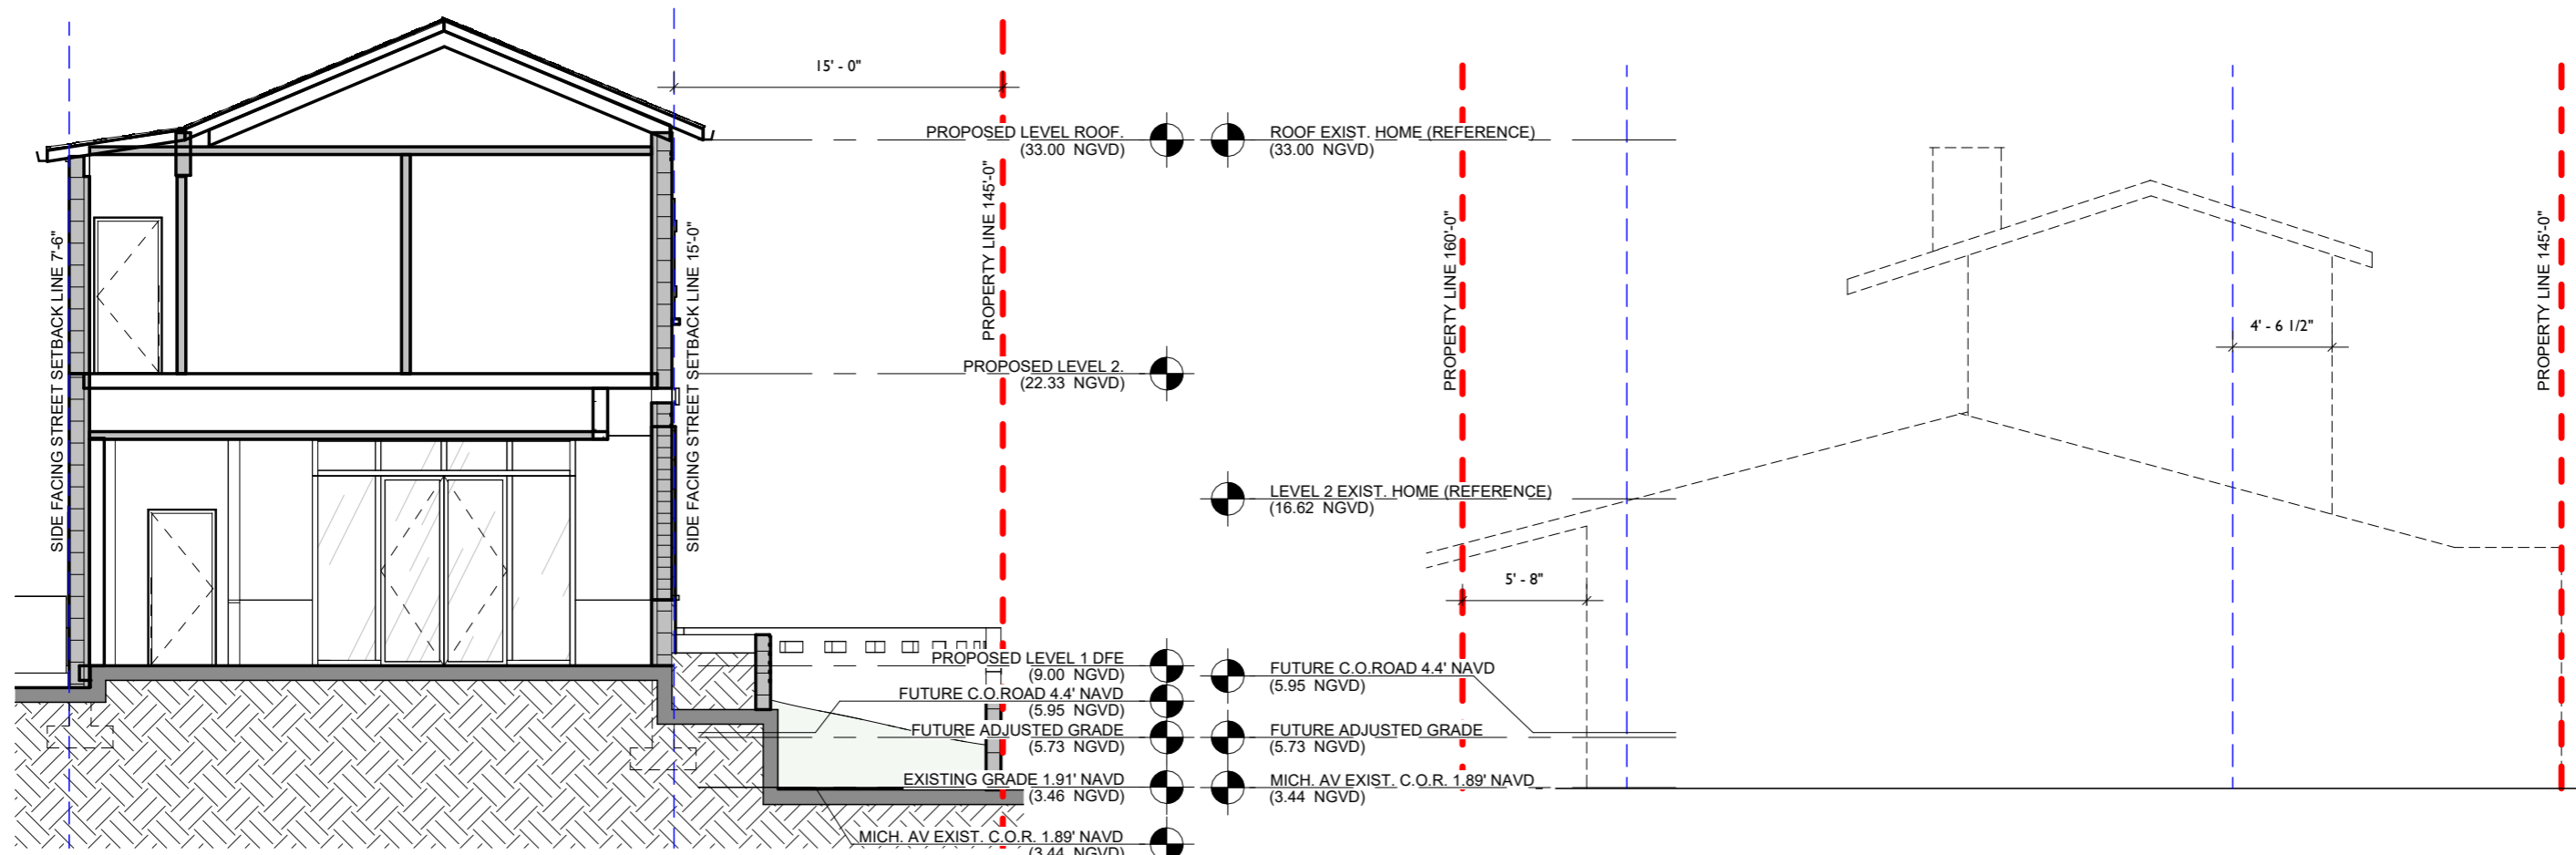 15' - 0"
PROPOSED LEVEL ROOF.
(33.00 NGVD)
ROOF EXIST. HOME (REFERENCE)
(33.00 NGVD)
SIDE FACING STREET SETBACK LINE 7'-6"
SIDE FACING STREET SETBACK LINE 15'-0"
PROPERTY LINE 145'-0"
PROPERTY LINE 160'-0"
PROPERTY LINE 145'-0"
4' - 6 1/2"
PROPOSED LEVEL 2.
(22.33 NGVD)
LEVEL 2 EXIST. HOME (REFERENCE)
(16.62 NGVD)
5' - 8"
PROPOSED LEVEL 1 DFE
(9.00 NGVD)
FUTURE C.O.ROAD 4.4' NAVD
(5.95 NGVD)
FUTURE ADJUSTED GRADE
(5.73 NGVD)
EXISTING GRADE 1.91' NAVD
(3.46 NGVD)
MICH. AV EXIST. C.O.R. 1.89' NAVD
(3.44 NGVD)
FUTURE C.O.ROAD 4.4' NAVD
(5.95 NGVD)
FUTURE ADJUSTED GRADE
(5.73 NGVD)
MICH. AV EXIST. C.O.R. 1.89' NAVD
(3.44 NGVD)